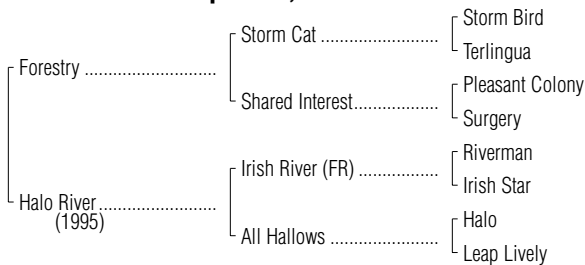 Storm Bird
Storm Cat
Terlingua
Forestry
Pleasant Colony
Shared Interest
Surgery
Riverman
Irish River (FR)
Irish Star
Halo River
(1995)
Halo
All Hallows
Leap Lively